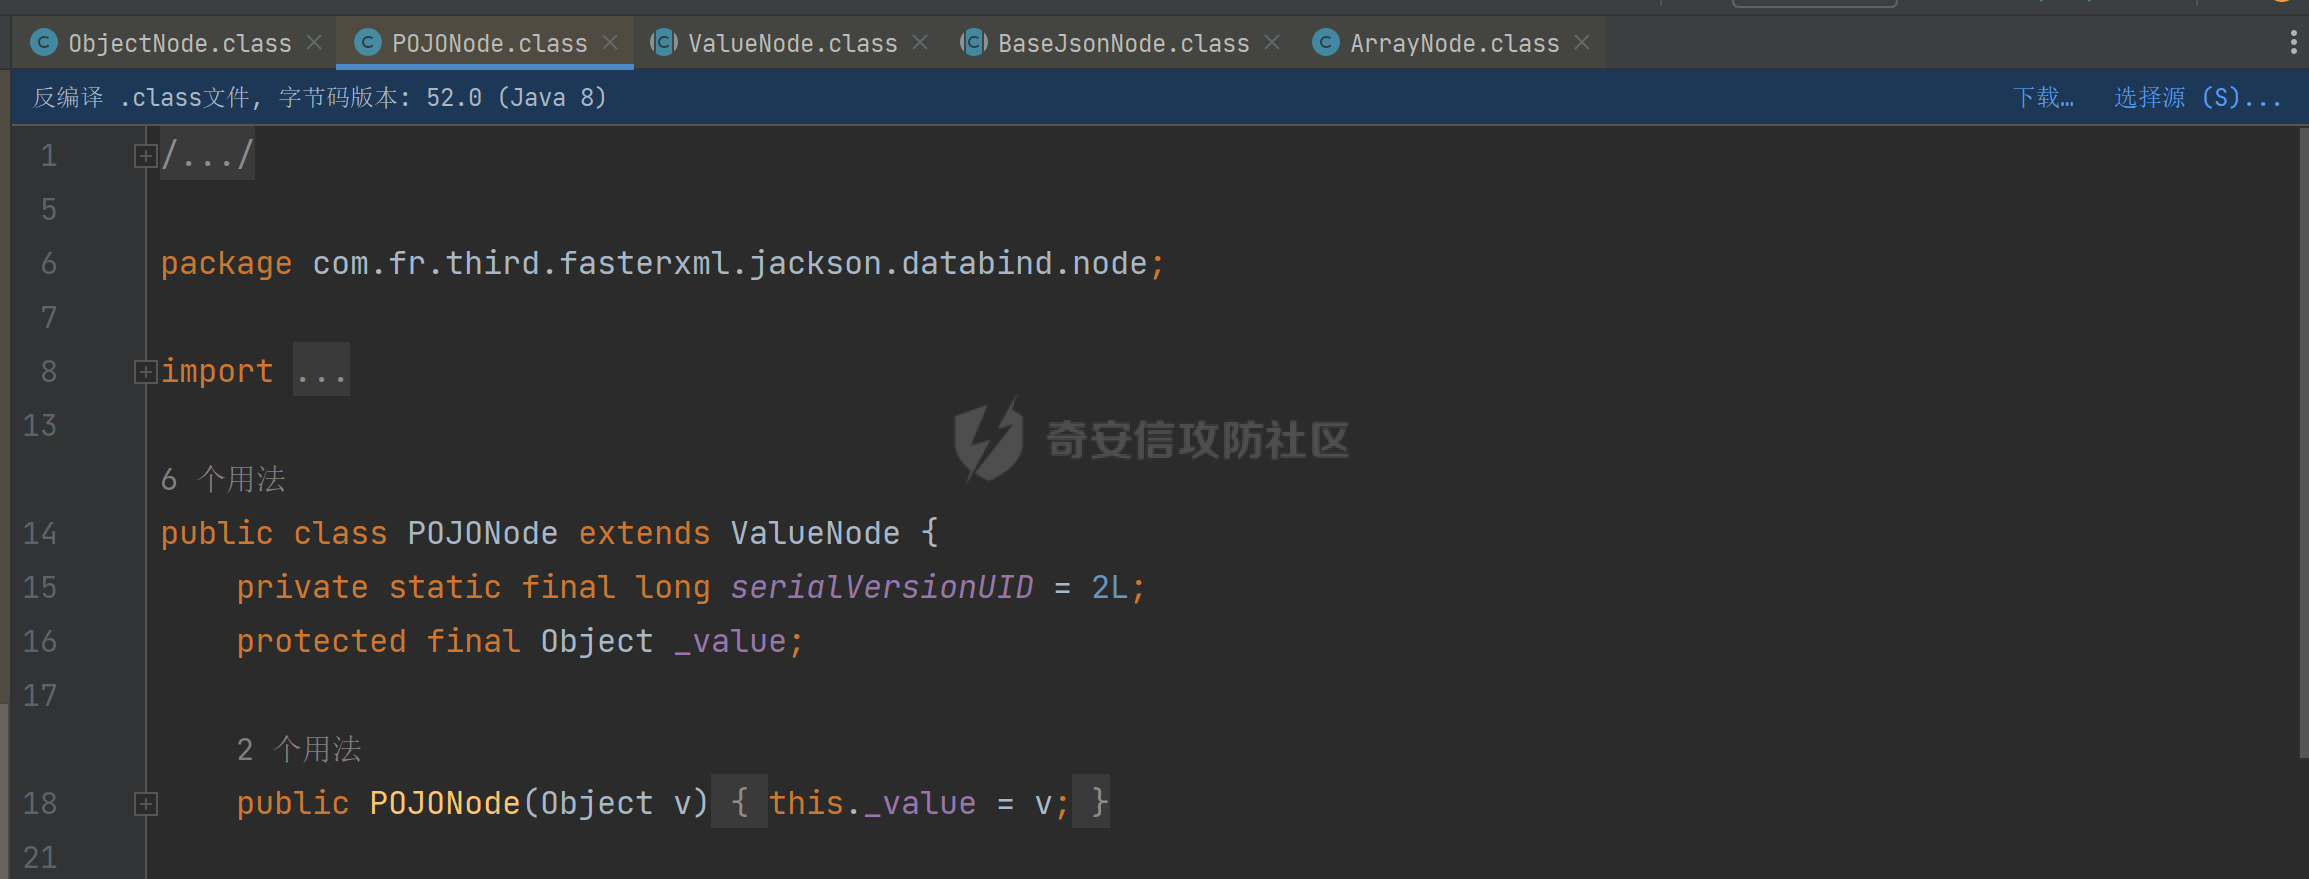 ObjectNode.class POJONode.class ValueNode.class BaseJsonNode.class ArrayNode.class
反编译 .class文件, 字节码版本: 52.0 (Java 8) 下载… 选择源 (S)...
1 /.../
5
6 package com.fr.third.fasterxml.jackson.databind.node;
7
8 import ...
13
奇安信攻防社区
6 个用法
14 public class POJONode extends ValueNode {
15 private static final long serialVersionUID = 2L;
16 protected final Object _value;
17
2 个用法
18 public POJONode(Object v) { this._value = v; }
21